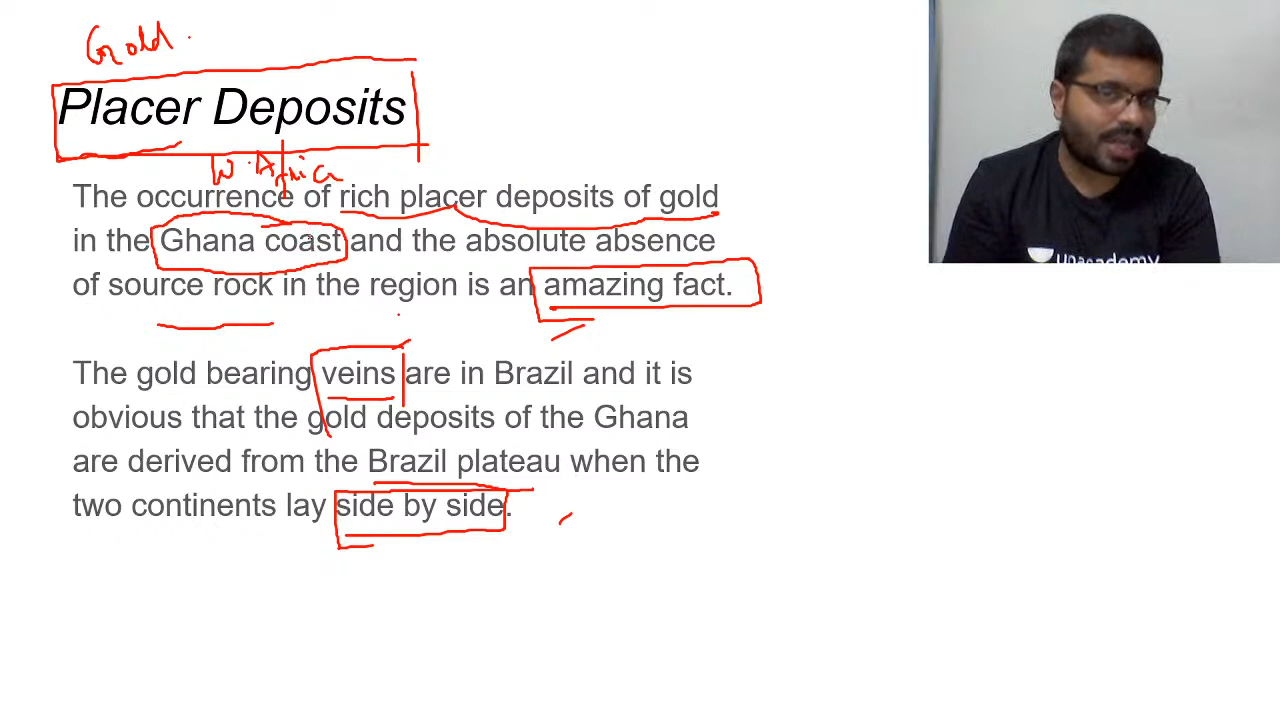 Gold.
Placer Deposits
W. Africa
The occurrence of rich placer deposits of gold
in the Ghana coast and the absolute absence
of source rock in the region is an amazing fact.
The gold bearing veins are in Brazil and it is
obvious that the gold deposits of the Ghana
are derived from the Brazil plateau when the
two continents lay side by side.
unacademy